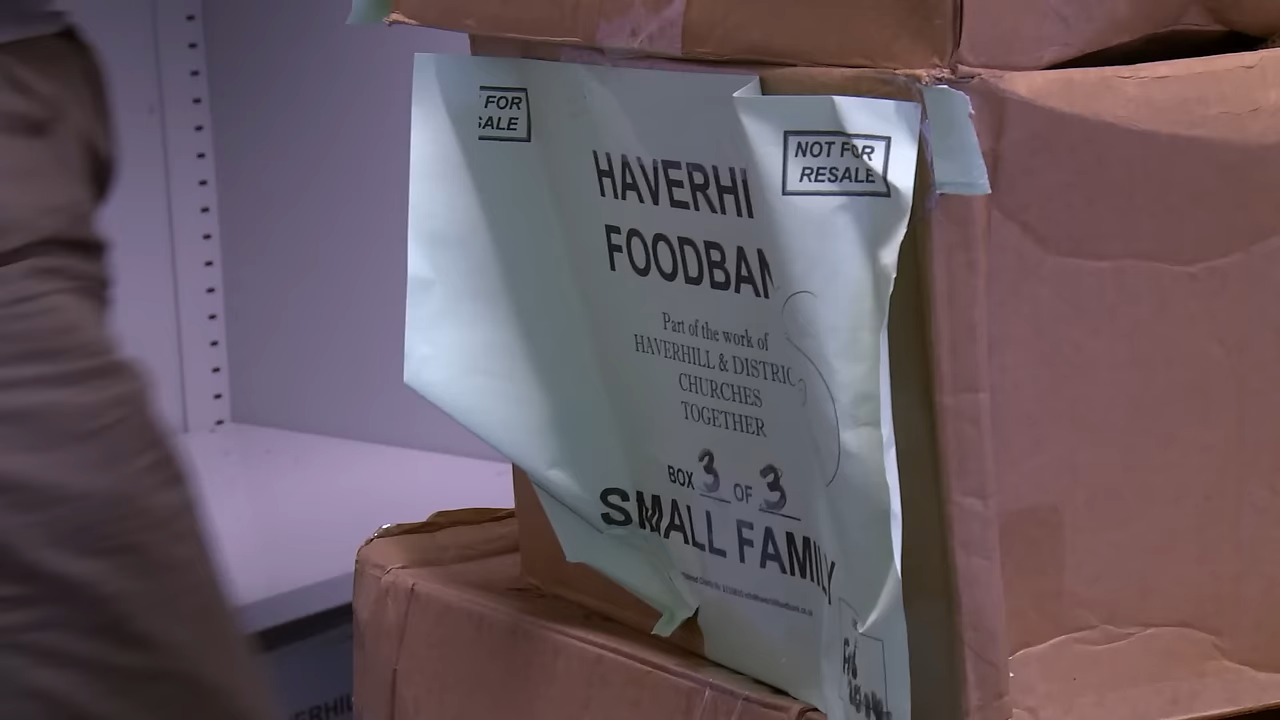 FOR
SALE
NOT FOR
RESALE
HAVERHI
FOODBAN
Part of the work of
HAVERHILL & DISTRIC
CHURCHES
TOGETHER
BOX 3 OF 3
SMALL FAMILY